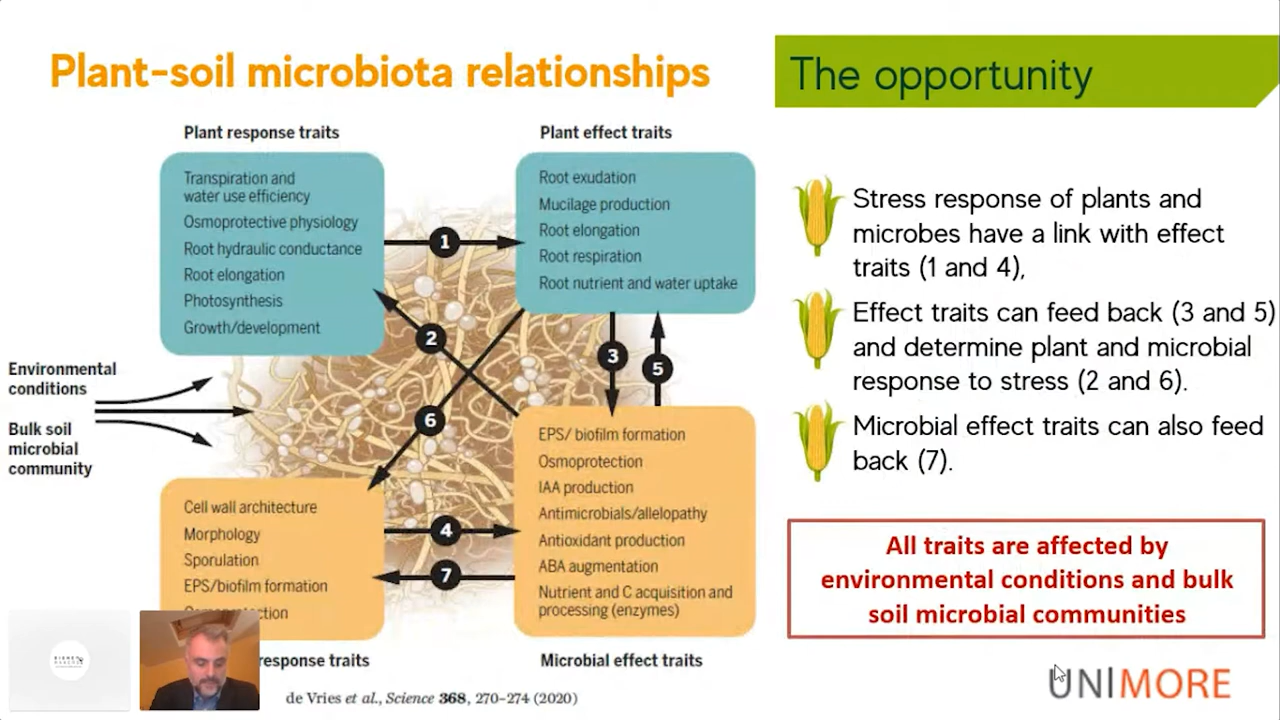 Plant-soil microbiota relationships
The opportunity
Plant response traits
Transpiration and
water use efficiency
Osmoprotective physiology
Root hydraulic conductance
Root elongation
Photosynthesis
Growth/development
Plant effect traits
Root exudation
Mucilage production
Root elongation
Root respiration
Root nutrient and water uptake
1
2
3
5
6
4
7
Environmental
conditions
Bulk soil
microbial
community
Cell wall architecture
Morphology
Sporulation
EPS/biofilm formation
response traits
EPS/ biofilm formation
Osmoprotection
IAA production
Antimicrobials/allelopathy
Antioxidant production
ABA augmentation
Nutrient and C acquisition and
processing (enzymes)
Microbial effect traits
de Vries et al., Science 368, 270–274 (2020)
Stress response of plants and
microbes have a link with effect
traits (1 and 4),
Effect traits can feed back (3 and 5)
and determine plant and microbial
response to stress (2 and 6).
Microbial effect traits can also feed
back (7).
All traits are affected by
environmental conditions and bulk
soil microbial communities
UNIMORE